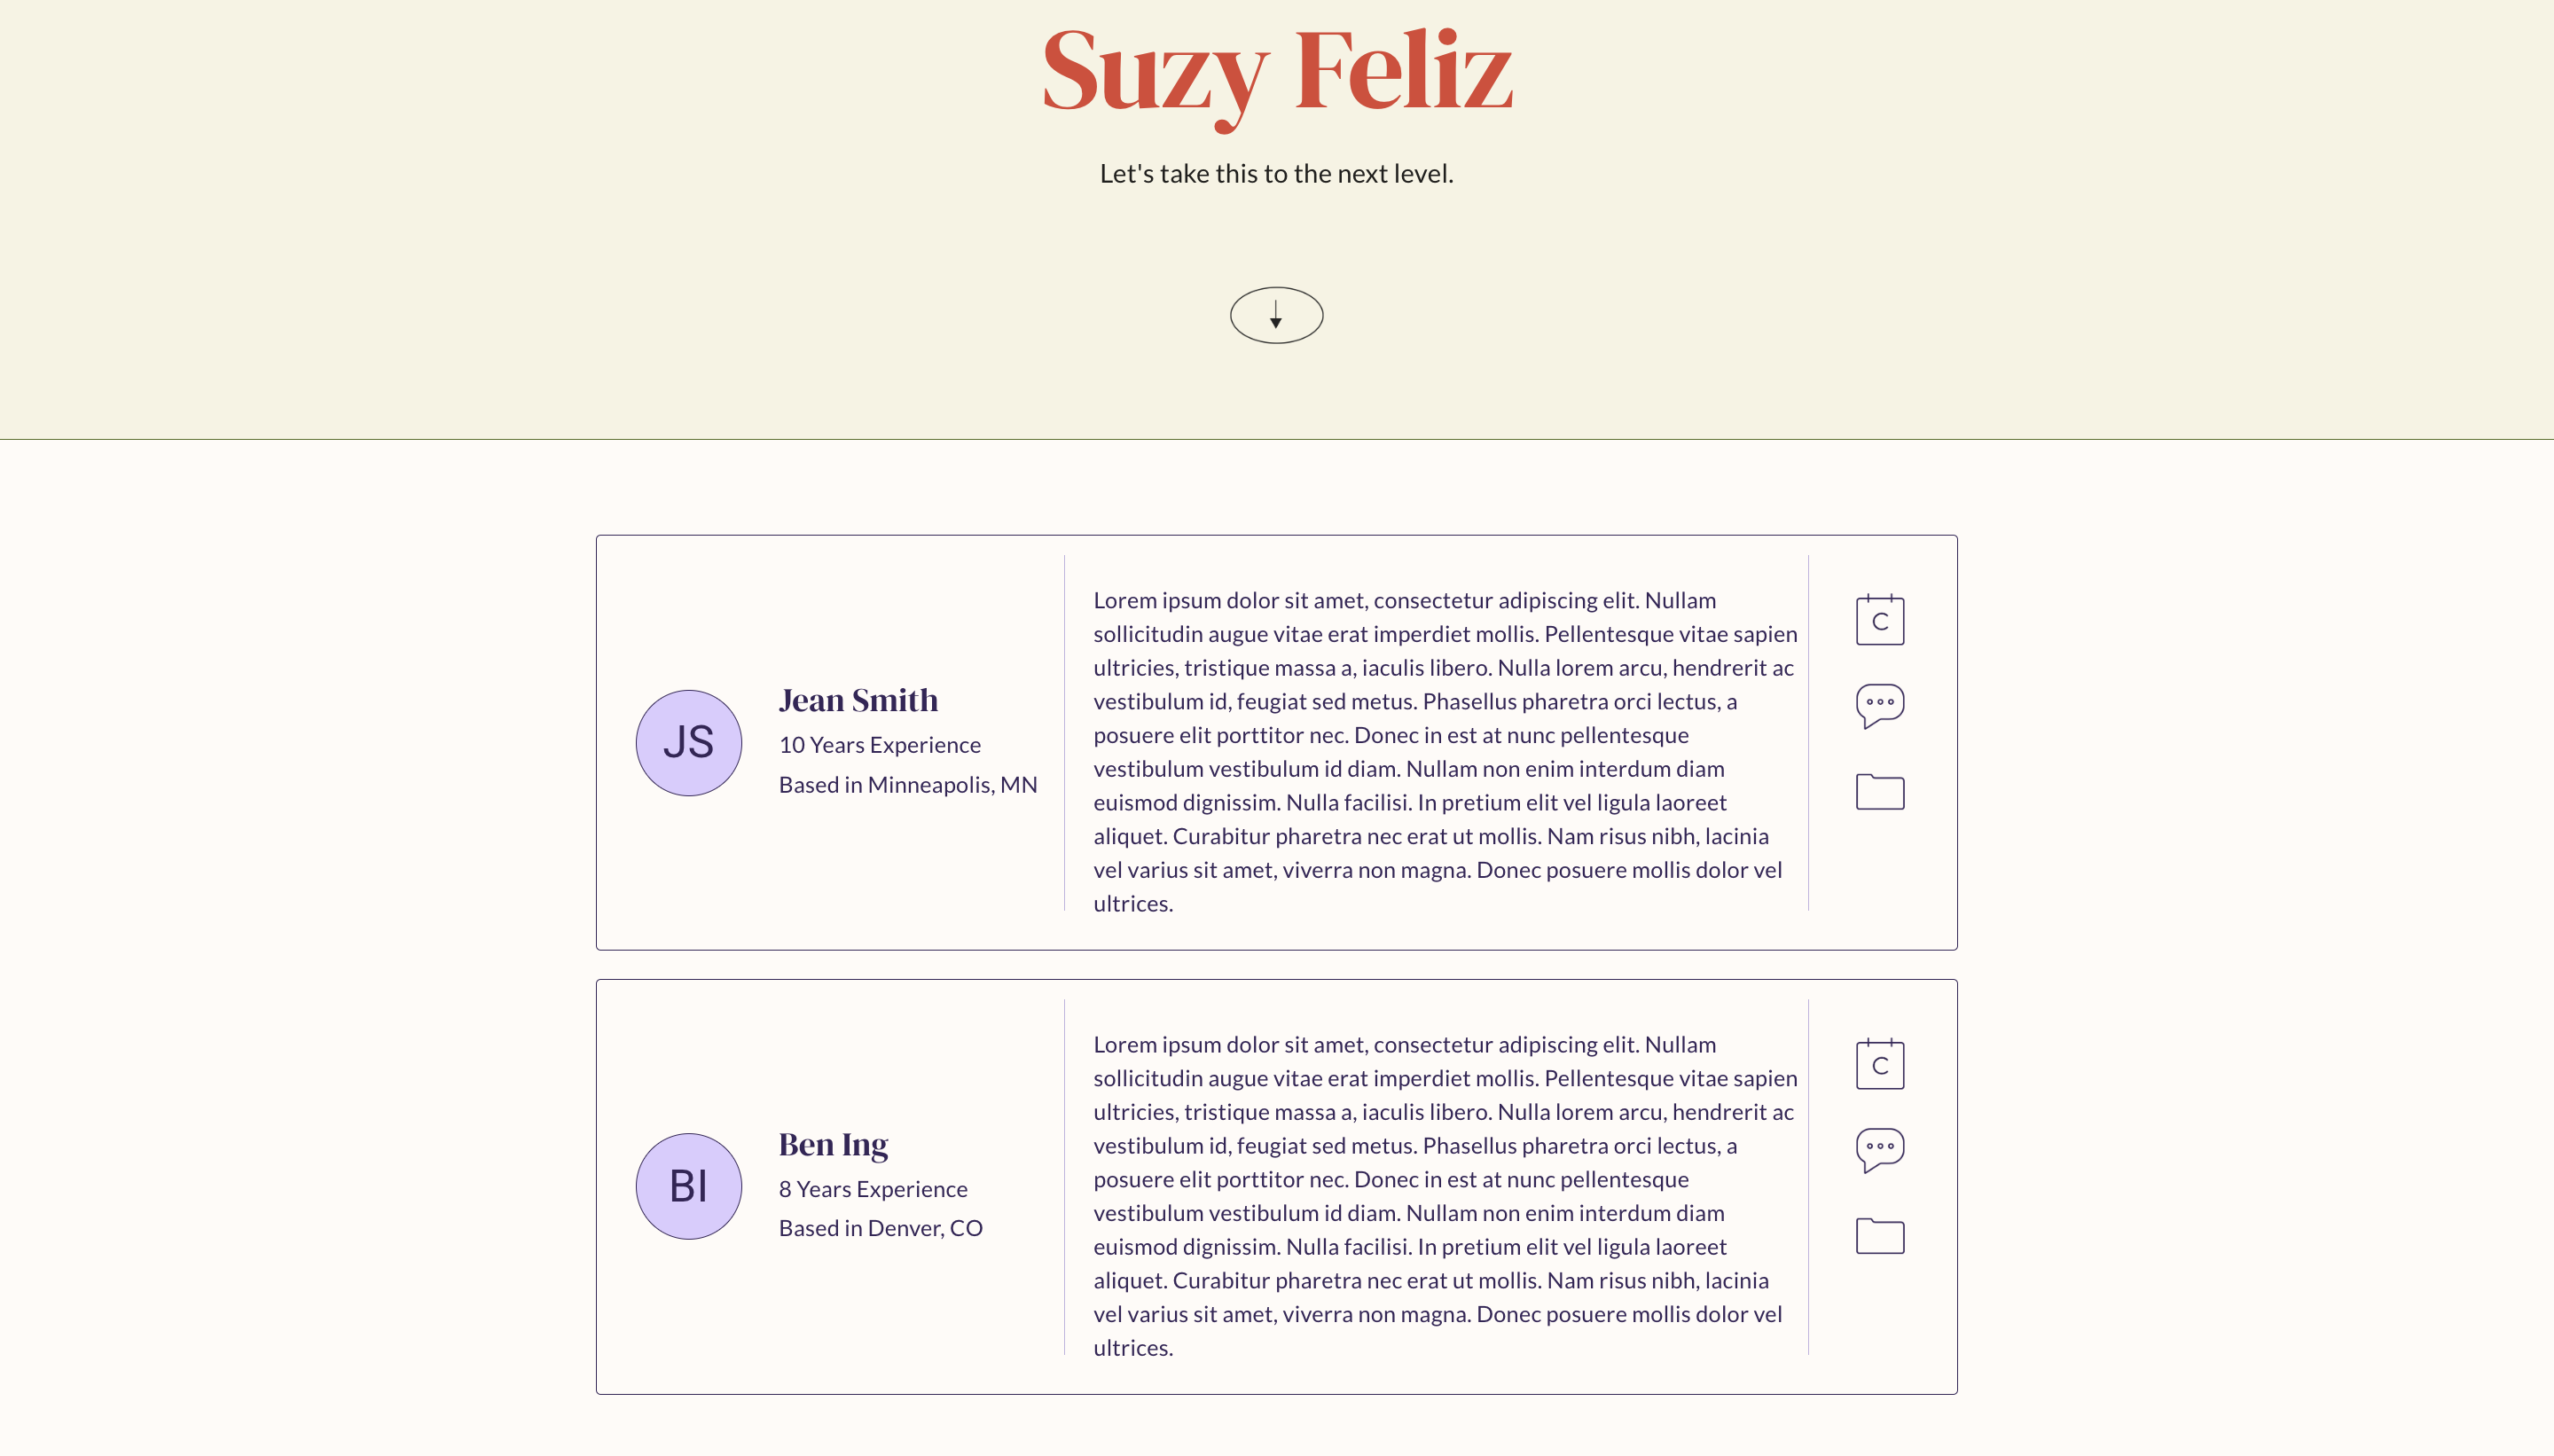 Suzy Feliz
Let's take this to the next level.
JS
Jean Smith
10 Years Experience
Based in Minneapolis, MN
Lorem ipsum dolor sit amet, consectetur adipiscing elit. Nullam
sollicitudin augue vitae erat imperdiet mollis. Pellentesque vitae sapien
ultricies, tristique massa a, iaculis libero. Nulla lorem arcu, hendrerit ac
vestibulum id, feugiat sed metus. Phasellus pharetra orci lectus, a
posuere elit porttitor nec. Donec in est at nunc pellentesque
vestibulum vestibulum id diam. Nullam non enim interdum diam
euismod dignissim. Nulla facilisi. In pretium elit vel ligula laoreet
aliquet. Curabitur pharetra nec erat ut mollis. Nam risus nibh, lacinia
vel varius sit amet, viverra non magna. Donec posuere mollis dolor vel
ultrices.
C
BI
Ben Ing
8 Years Experience
Based in Denver, CO
Lorem ipsum dolor sit amet, consectetur adipiscing elit. Nullam
sollicitudin augue vitae erat imperdiet mollis. Pellentesque vitae sapien
ultricies, tristique massa a, iaculis libero. Nulla lorem arcu, hendrerit ac
vestibulum id, feugiat sed metus. Phasellus pharetra orci lectus, a
posuere elit porttitor nec. Donec in est at nunc pellentesque
vestibulum vestibulum id diam. Nullam non enim interdum diam
euismod dignissim. Nulla facilisi. In pretium elit vel ligula laoreet
aliquet. Curabitur pharetra nec erat ut mollis. Nam risus nibh, lacinia
vel varius sit amet, viverra non magna. Donec posuere mollis dolor vel
ultrices.
C